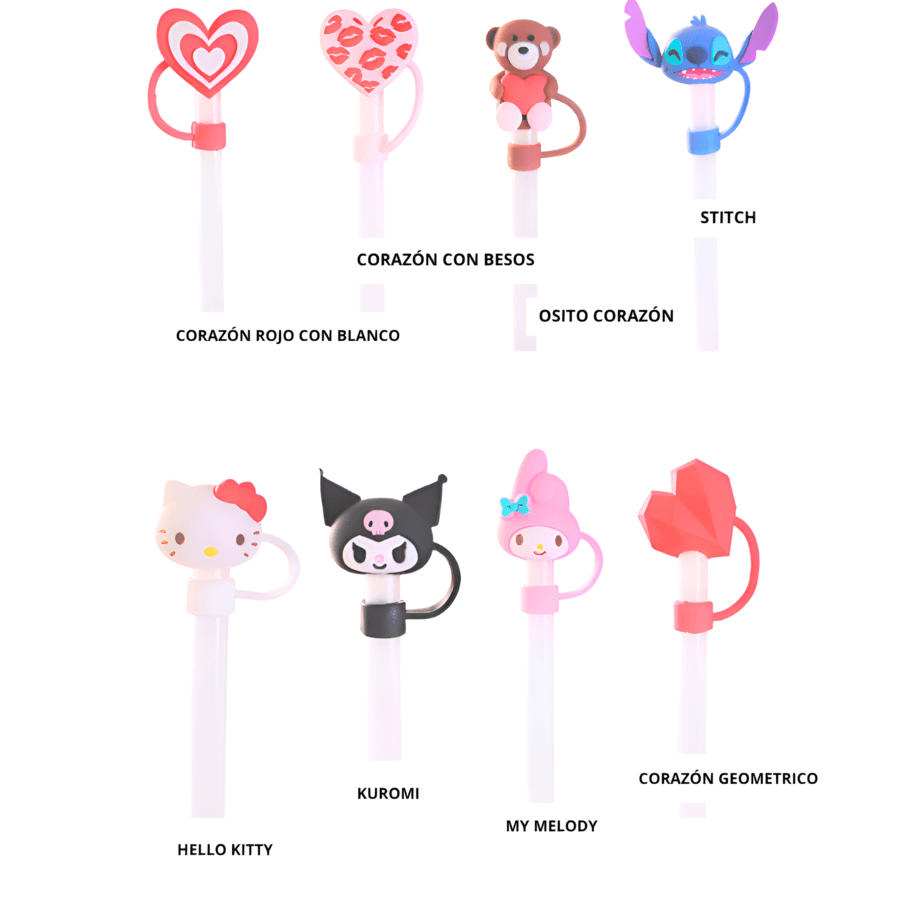 STITCH
CORAZÓN CON BESOS
OSITO CORAZÓN
CORAZÓN ROJO CON BLANCO
CORAZÓN GEOMETRICO
KUROMI
MY MELODY
HELLO KITTY